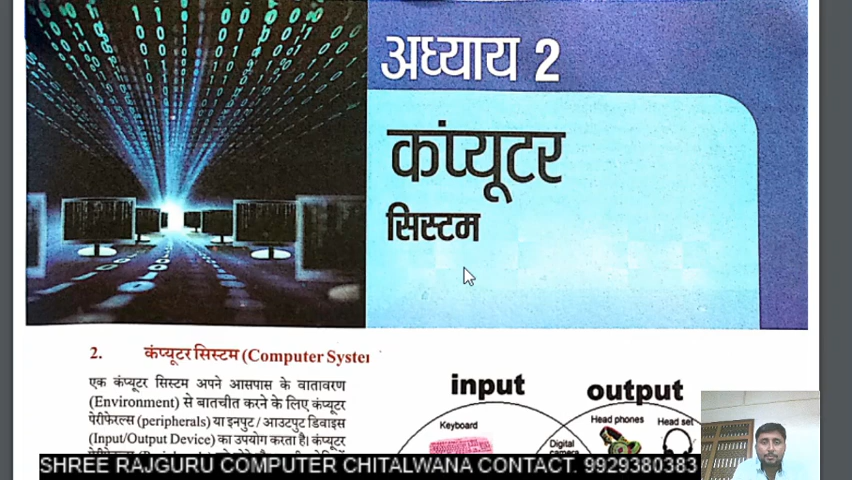 अध्याय 2
कंप्यूटर
सिस्टम
2. कंप्यूटर सिस्टम (Computer System
एक कंप्यूटर सिस्टम अपने आसपास के वातावरण
(Environment) से बातचीत करने के लिए कंप्यूटर
पेरीफेरल्स (peripherals) या इनपुट / आउटपुट डिवाइस
(Input/Output Device) का उपयोग करता है। कंप्यूटर
input
output
Keyboard
Digital
camera
Head phones
Head set
SHREE RAJGURU COMPUTER CHITALWANA CONTACT. 9929380383